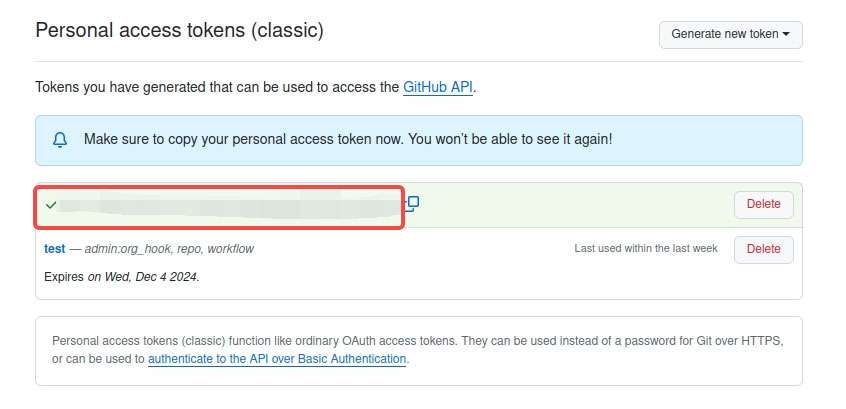 Personal access tokens (classic)
Generate new token
Tokens you have generated that can be used to access the GitHub API.
Make sure to copy your personal access token now. You won't be able to see it again!
Delete
test — admin:org_hook, repo, workflow
Last used within the last week
Delete
Expires on Wed, Dec 4 2024.
Personal access tokens (classic) function like ordinary OAuth access tokens. They can be used instead of a password for Git over HTTPS,
or can be used to authenticate to the API over Basic Authentication.